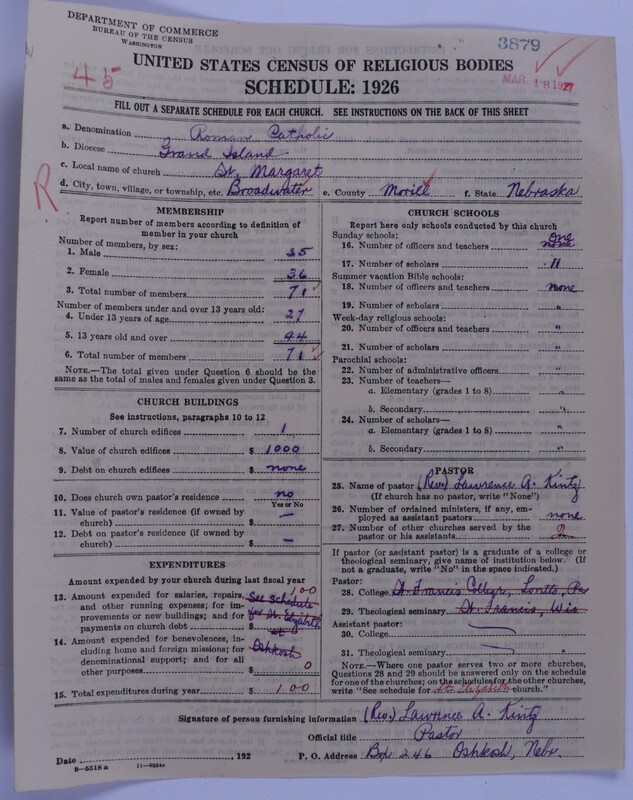 DEPARTMENT OF COMMERCE
BUREAU OF THE CENSUS
WASHINGTON
3879
MAR 18 1927
45
UNITED STATES CENSUS OF RELIGIOUS BODIES
SCHEDULE: 1926
FILL OUT A SEPARATE SCHEDULE FOR EACH CHURCH. SEE INSTRUCTIONS ON THE BACK OF THIS SHEET
a. Denomination Roman Catholic
b. Diocese Grand Island
c. Local name of church St. Margaret
R
d. City, town, village, or township, etc. Broadwater e. County Morill f. State Nebraska
MEMBERSHIP
Report number of members according to definition of
member in your church
Number of members, by sex:
1. Male 35
2. Female 36
3. Total number of members 71
Number of members under and over 13 years old:
4. Under 13 years of age 27
5. 13 years old and over 44
6. Total number of members 71
NOTE.—The total given under Question 6 should be
same as the total of males and females given under Question 3.
CHURCH BUILDINGS
See instructions, paragraphs 10 to 12
7. Number of church edifices 1
8. Value of church edifices $ 1000
9. Debt on church edifices $ none
10. Does church own pastor's residence no
Yes or No
11. Value of pastor's residence (if owned by
church) $ —
12. Debt on pastor's residence (if owned by
church) $ —
EXPENDITURES
Amount expended by your church during last fiscal year
13. Amount expended for salaries, repairs, 100
and other running expenses; for im- See Schedule
provements or new buildings; and for for St. Elizabeth
payments on church debt $ at
14. Amount expended for benevolences, in-
cluding home and foreign missions; for Oshkosh
denominational support; and for all
other purposes $ 0
15. Total expenditures during year $ 100
CHURCH SCHOOLS
Report here only schools conducted by this church
Sunday schools: one
16. Number of officers and teachers none
17. Number of scholars 11
Summer vacation Bible schools:
18. Number of officers and teachers none
19. Number of scholars "
Week-day religious schools:
20. Number of officers and teachers "
21. Number of scholars "
Parochial schools:
22. Number of administrative officers "
23. Number of teachers—
a. Elementary (grades 1 to 8) "
b. Secondary "
24. Number of scholars—
a. Elementary (grades 1 to 8) "
b. Secondary "
PASTOR
25. Name of pastor (Rev.) Lawrence A. Kintz
(If church has no pastor, write "None")
26. Number of ordained ministers, if any, em-
ployed as assistant pastors none
27. Number of other churches served by the
pastor or his assistants 2
If pastor (or assistant pastor) is a graduate of a college or
theological seminary, give name of institution below. (If
not a graduate, write "No" in the space indicated.)
Pastor:
28. College St. Francis College, Loretto, Pa
29. Theological seminary St. Francis, Wis.
Assistant pastor:
30. College
31. Theological seminary
NOTE.—Where one pastor serves two or more churches,
Questions 28 and 29 should be answered only on the schedule
for one of the churches; on the schedules for the other churches,
write "See schedule for St. Elizabeth church."
Signature of person furnishing information (Rev.) Lawrence A. Kintz
Official title Pastor
Date , 192 P. O. Address Box 246 Oshkosh, Nebr.
8—5518 a